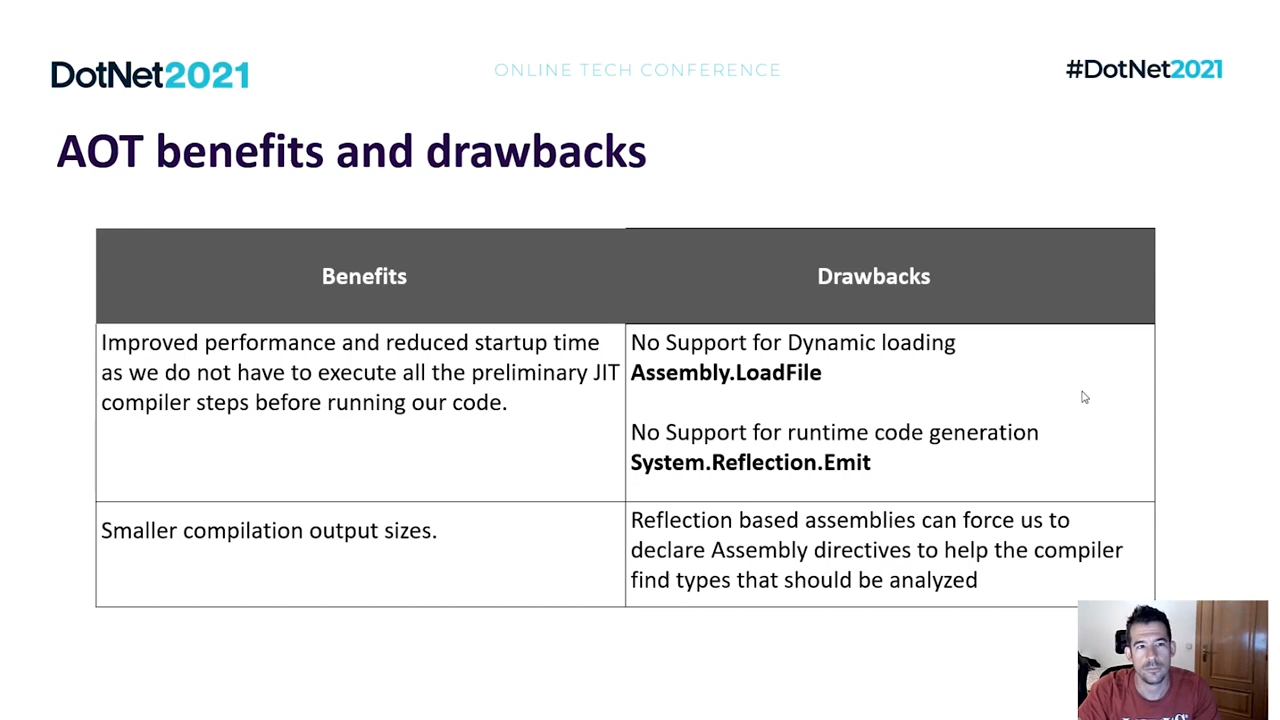 DotNet2021
ONLINE TECH CONFERENCE
#DotNet2021
AOT benefits and drawbacks
Benefits
Drawbacks
Improved performance and reduced startup time
as we do not have to execute all the preliminary JIT
compiler steps before running our code.
No Support for Dynamic loading
Assembly.LoadFile
No Support for runtime code generation
System.Reflection.Emit
Smaller compilation output sizes.
Reflection based assemblies can force us to
declare Assembly directives to help the compiler
find types that should be analyzed